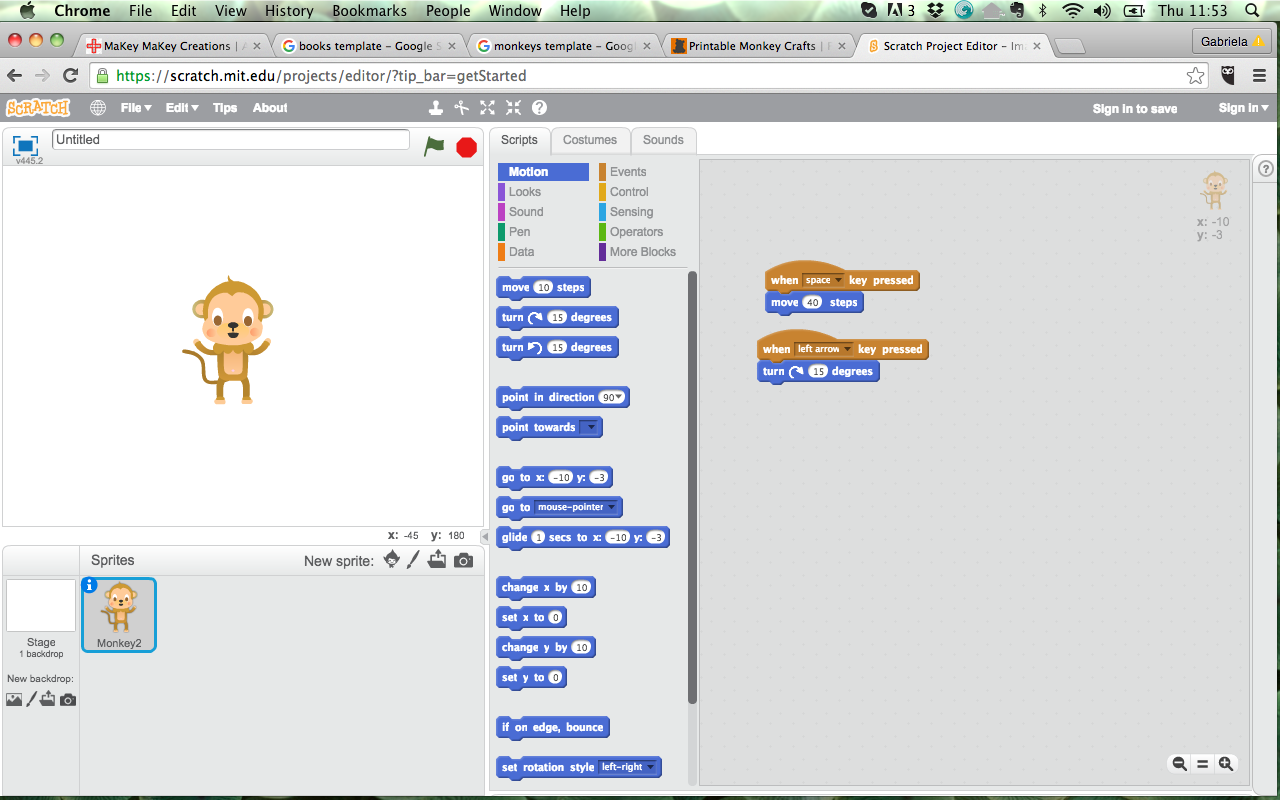 Chrome File Edit View History Bookmarks People Window Help 3 Thu 11:53
MaKey MaKey Creations | books template – Google S monkeys template – Goog Printable Monkey Crafts | Scratch Project Editor – Im Gabriela
https://scratch.mit.edu/projects/editor/?tip_bar=getStarted
SCRATCH File Edit Tips About Sign in to save Sign in
v445.2
Untitled
Scripts Costumes Sounds
Motion Events
Looks Control
Sound Sensing
Pen Operators
Data More Blocks
move 10 steps
turn 15 degrees
turn 15 degrees
point in direction 90
point towards
go to x: -10 y: -3
go to mouse-pointer
glide 1 secs to x: -10 y: -3
change x by 10
set x to 0
change y by 10
set y to 0
if on edge, bounce
set rotation style left-right
x: -10
y: -3
when space key pressed
move 40 steps
when left arrow key pressed
turn 15 degrees
x: -45 y: 180
Sprites New sprite:
Stage
1 backdrop
New backdrop:
Monkey2